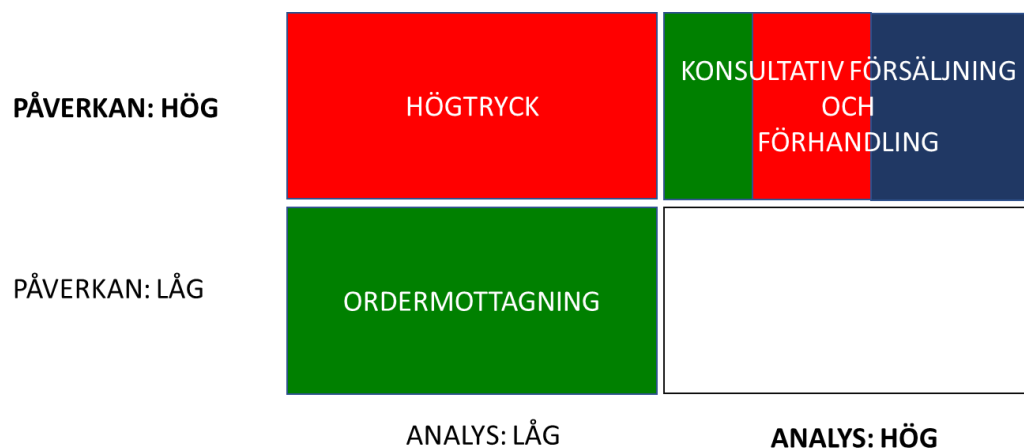 PÅVERKAN: HÖG
HÖGTRYCK
KONSULTATIV FÖRSÄLJNING
OCH
FÖRHANDLING
PÅVERKAN: LÅG
ORDERMOTTAGNING
ANALYS: LÅG
ANALYS: HÖG